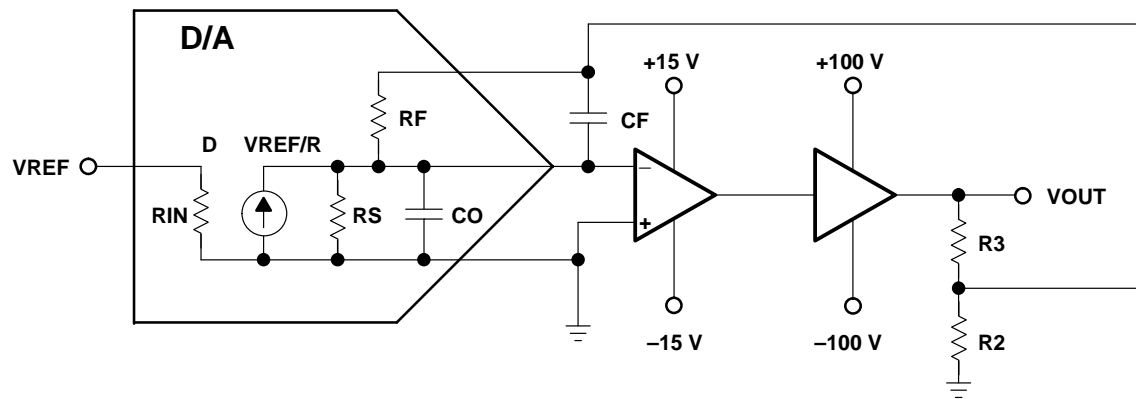 D/A
+15 V
+100 V
RF
CF
D VREF/R
VREF
–
VOUT
RIN
RS
CO
+
R3
–15 V
–100 V
R2